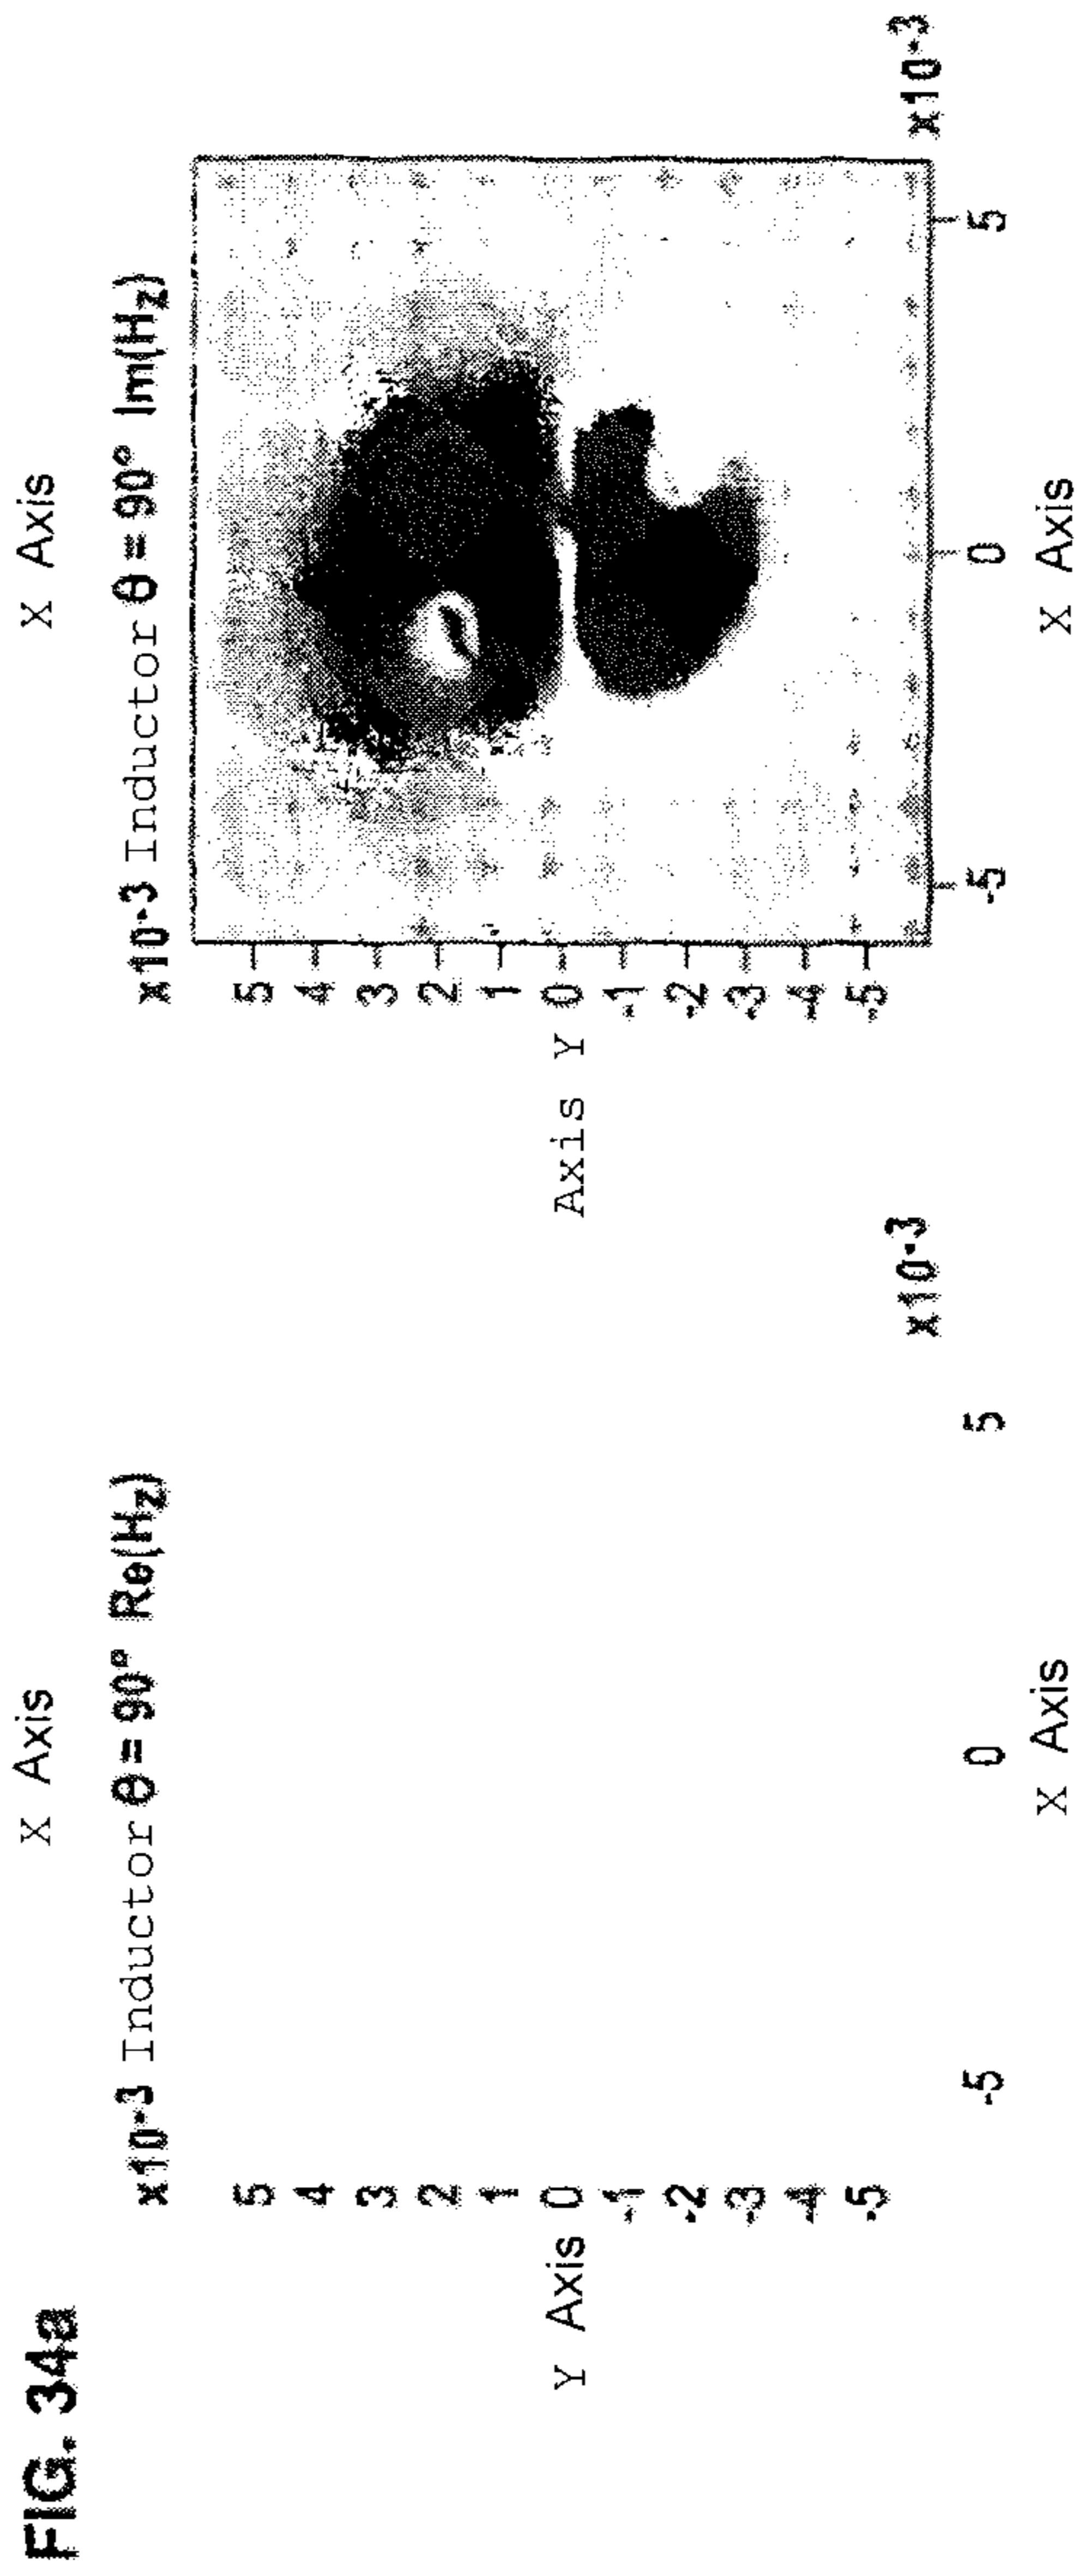 FIG. 34a
X Axis
X Axis
x10-3 Inductor θ = 90° Re(Hz)
5
4
3
2
1
Y Axis 0
-1
-2
-3
-4
-5
-5 0 5
x10-3
X Axis
x10-3 Inductor θ = 90° Im(Hz)
5
4
3
2
1
Axis Y 0
-1
-2
-3
-4
-5
-5 0 5
x10-3
X Axis